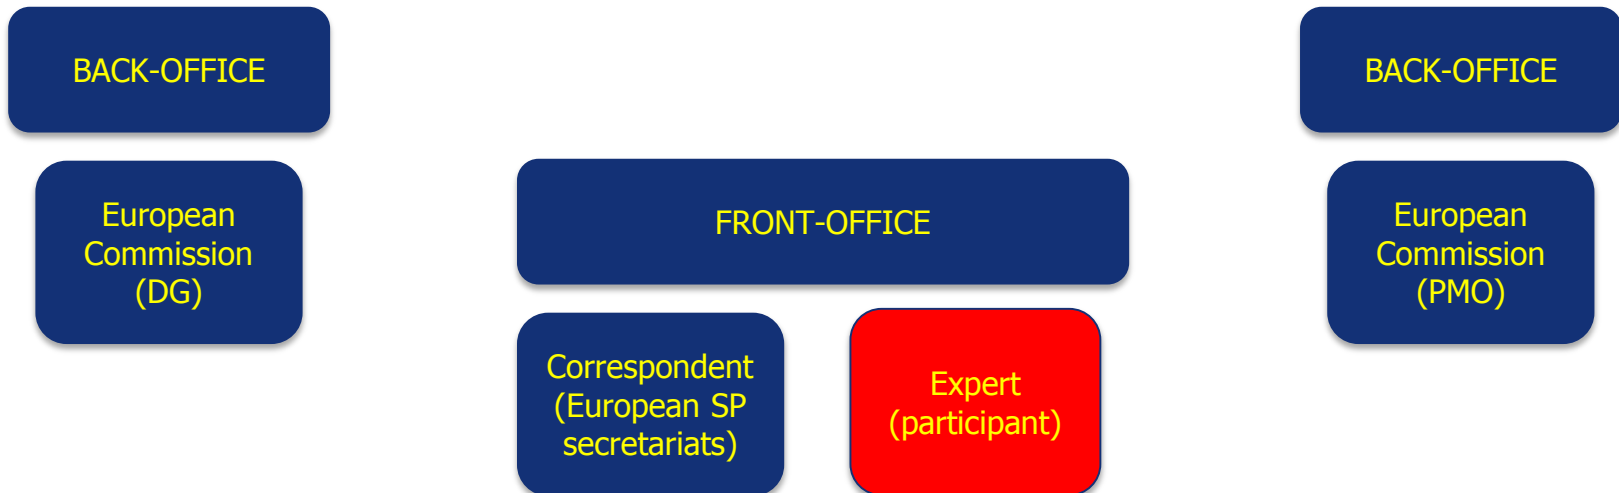 BACK-OFFICE
European
Commission
(DG)
FRONT-OFFICE
Correspondent
(European SP
secretariats)
Expert
(participant)
BACK-OFFICE
European
Commission
(PMO)